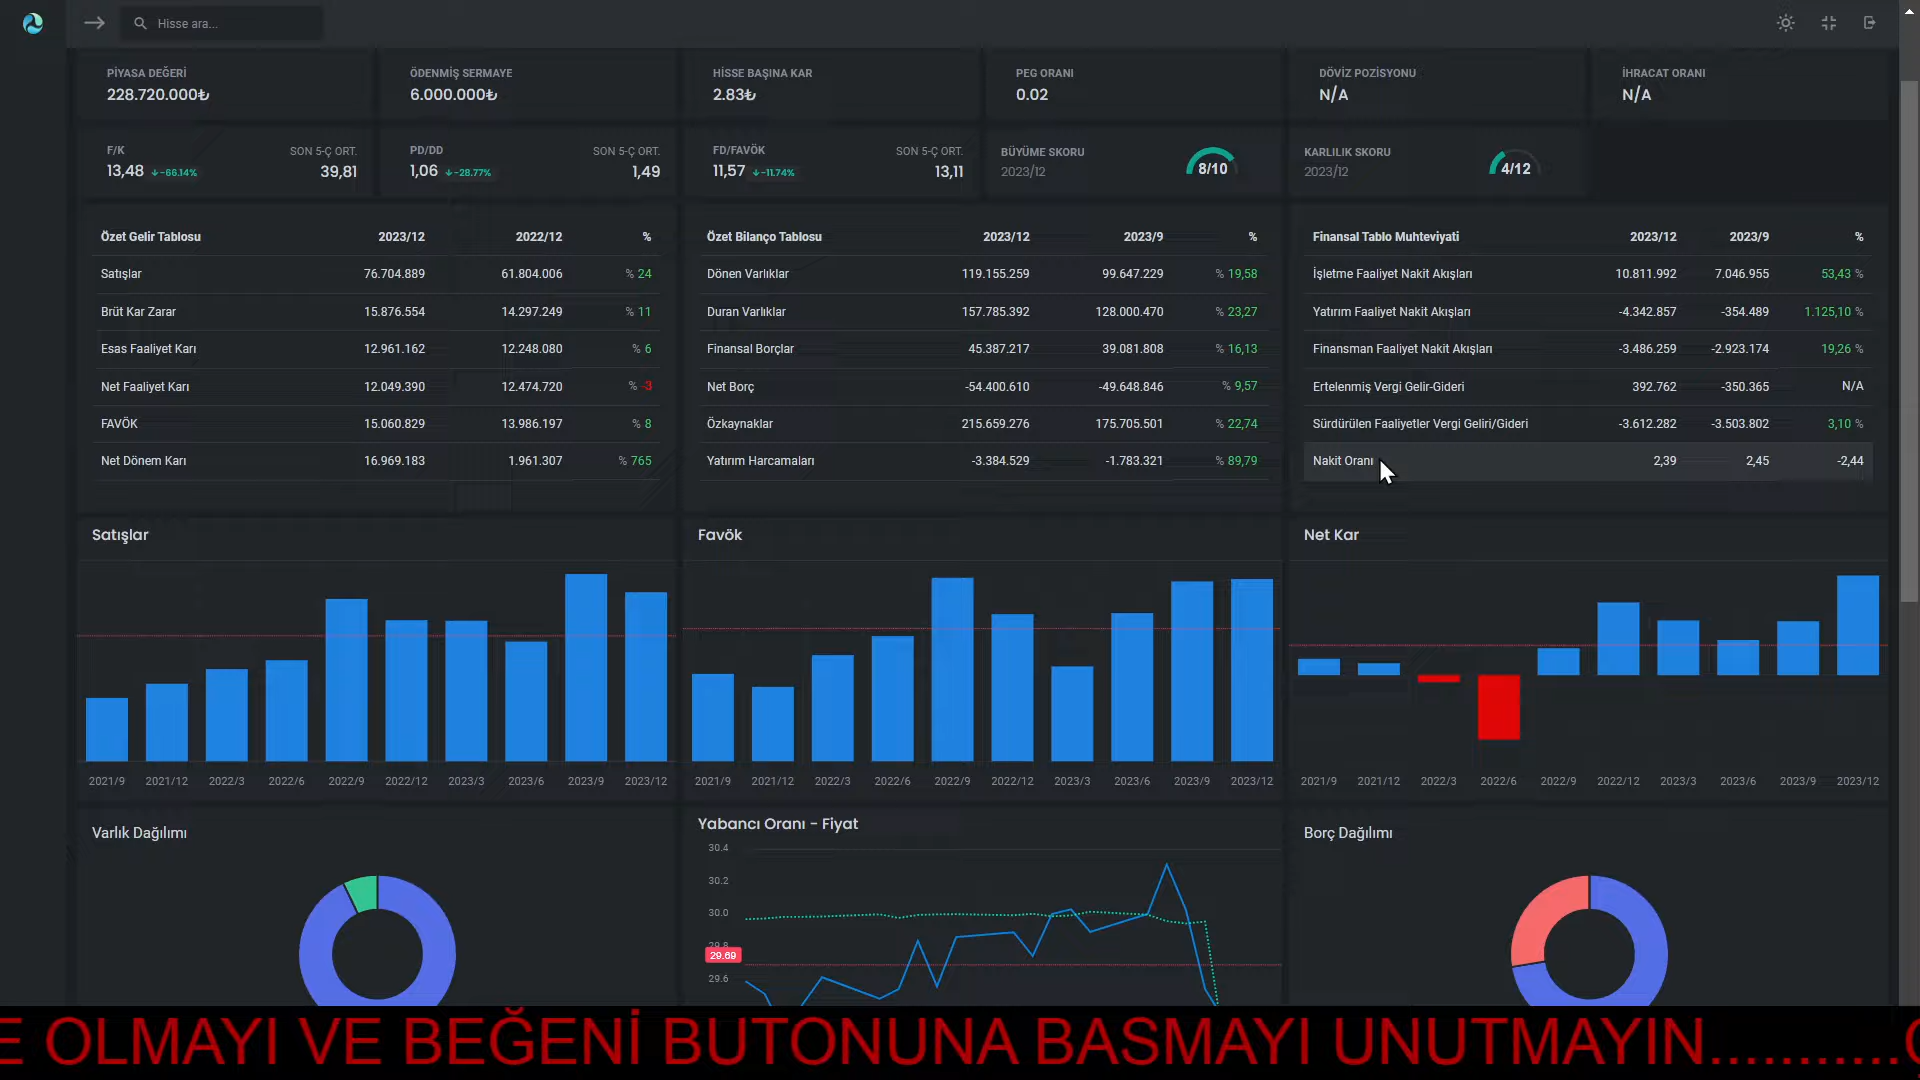 Hisse ara...
PİYASA DEĞERİ
228.720.000₺
ÖDENMİŞ SERMAYE
6.000.000₺
HİSSE BAŞINA KAR
2.83₺
PEG ORANI
0.02
DÖVİZ POZİSYONU
N/A
İHRACAT ORANI
N/A
F/K SON 5-Ç ORT.
13,48 -66.14% 39,81
PD/DD SON 5-Ç ORT.
1,06 -28.77% 1,49
FD/FAVÖK SON 5-Ç ORT.
11,57 -11.74% 13,11
BÜYÜME SKORU
2023/12
8/10
KARLILIK SKORU
2023/12
4/12
Özet Gelir Tablosu 2023/12 2022/12 %
Satışlar 76.704.889 61.804.006 % 24
Brüt Kar Zarar 15.876.554 14.297.249 % 11
Esas Faaliyet Karı 12.961.162 12.248.080 % 6
Net Faaliyet Karı 12.049.390 12.474.720 % -3
FAVÖK 15.060.829 13.986.197 % 8
Net Dönem Karı 16.969.183 1.961.307 % 765
Özet Bilanço Tablosu 2023/12 2023/9 %
Dönen Varlıklar 119.155.259 99.647.229 % 19,58
Duran Varlıklar 157.785.392 128.000.470 % 23,27
Finansal Borçlar 45.387.217 39.081.808 % 16,13
Net Borç -54.400.610 -49.648.846 % 9,57
Özkaynaklar 215.659.276 175.705.501 % 22,74
Yatırım Harcamaları -3.384.529 -1.783.321 % 89,79
Finansal Tablo Muhteviyati 2023/12 2023/9 %
İşletme Faaliyet Nakit Akışları 10.811.992 7.046.955 53,43 %
Yatırım Faaliyet Nakit Akışları -4.342.857 -354.489 1.125,10 %
Finansman Faaliyet Nakit Akışları -3.486.259 -2.923.174 19,26 %
Ertelenmiş Vergi Gelir-Gideri 392.762 -350.365 N/A
Sürdürülen Faaliyetler Vergi Geliri/Gideri -3.612.282 -3.503.802 3,10 %
Nakit Oranı 2,39 2,45 -2,44
Satışlar
2021/9 2021/12 2022/3 2022/6 2022/9 2022/12 2023/3 2023/6 2023/9 2023/12
Favök
2021/9 2021/12 2022/3 2022/6 2022/9 2022/12 2023/3 2023/6 2023/9 2023/12
Net Kar
2021/9 2021/12 2022/3 2022/6 2022/9 2022/12 2023/3 2023/6 2023/9 2023/12
Varlık Dağılımı
Yabancı Oranı - Fiyat
30.4
30.2
30.0
29.8
29.69
29.6
Borç Dağılımı
E OLMAYI VE BEĞENİ BUTONUNA BASMAYI UNUTMAYIN...........